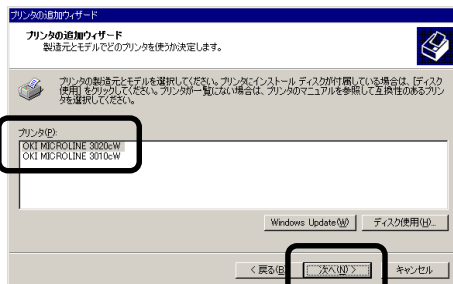 プリンタの追加ウィザード
プリンタの追加ウィザード
製造元とモデルでどのプリンタを使うか決定します。
プリンタの製造元とモデルを選択してください。プリンタにインストール ディスクが付属している場合は、[ディスク
使用] をクリックしてください。プリンタが一覧にない場合は、プリンタのマニュアルを参照して互換性のあるプリン
タを選択してください。
プリンタ(P):
OKI MICROLINE 3020cW
OKI MICROLINE 3010cW
Windows Update(W)
ディスク使用(H)...
< 戻る(B)
次へ(N) >
キャンセル